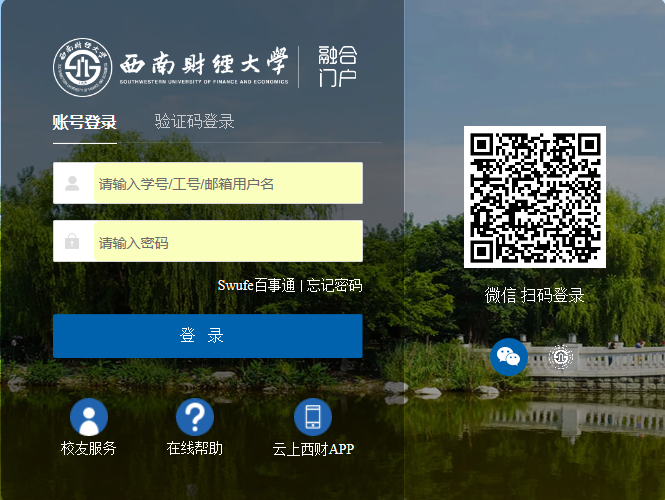 西南财经大学
SOUTHWESTERN UNIVERSITY OF FINANCE AND ECONOMICS
融合
门户
账号登录
验证码登录
请输入学号/工号/邮箱用户名
请输入密码
Swufe百事通 | 忘记密码
登 录
微信 扫码登录
校友服务
在线帮助
云上西财APP